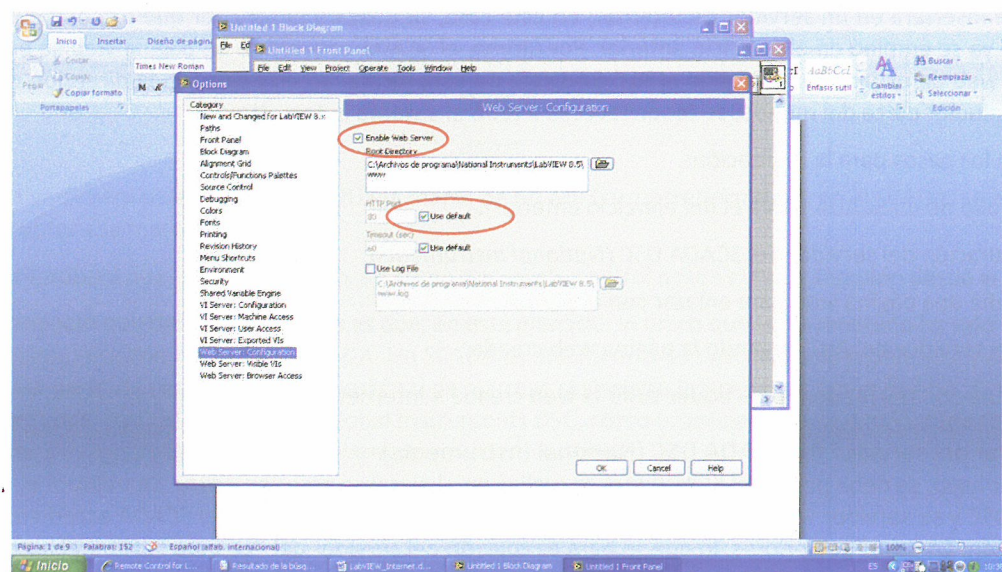 Untitled 1 Block Diagram
Inicio Insertar Diseño de página
File Ed
Untitled 1 Front Panel
File Edit View Project Operate Tools Window Help
Cortar
Copiar
Pegar
Copiar formato
Portapapeles
Times New Roman
N K
AaBbCcI
Énfasis sutil
Cambiar estilos
Buscar
Reemplazar
Seleccionar
Edición
Options
Category
New and Changed for LabVIEW 8.x
Paths
Front Panel
Block Diagram
Alignment Grid
Controls/Functions Palettes
Source Control
Debugging
Colors
Fonts
Printing
Revision History
Menu Shortcuts
Environment
Security
Shared Variable Engine
VI Server: Configuration
VI Server: Machine Access
VI Server: User Access
VI Server: Exported VIs
Web Server: Configuration
Web Server: Visible VIs
Web Server: Browser Access
Web Server: Configuration
Enable Web Server
Root Directory
C:\Archivos de programa\National Instruments\LabVIEW 8.5\
www
HTTP Port
80 Use default
Timeout (sec)
60 Use default
Use Log File
C:\Archivos de programa\National Instruments\LabVIEW 8.5\
www.log
OK Cancel Help
Página: 1 de 9 Palabras: 152 Español (alfab. internacional) 100%
Inicio Remote Control for L... Resultado de la búsq... LabVIEW_Internet.d... Untitled 1 Block Diagram Untitled 1 Front Panel ES